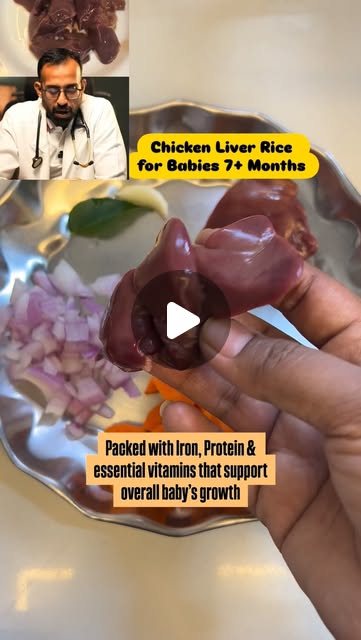 Chicken Liver Rice
for Babies 7+ Months
Packed with Iron, Protein &
essential vitamins that support
overall baby's growth